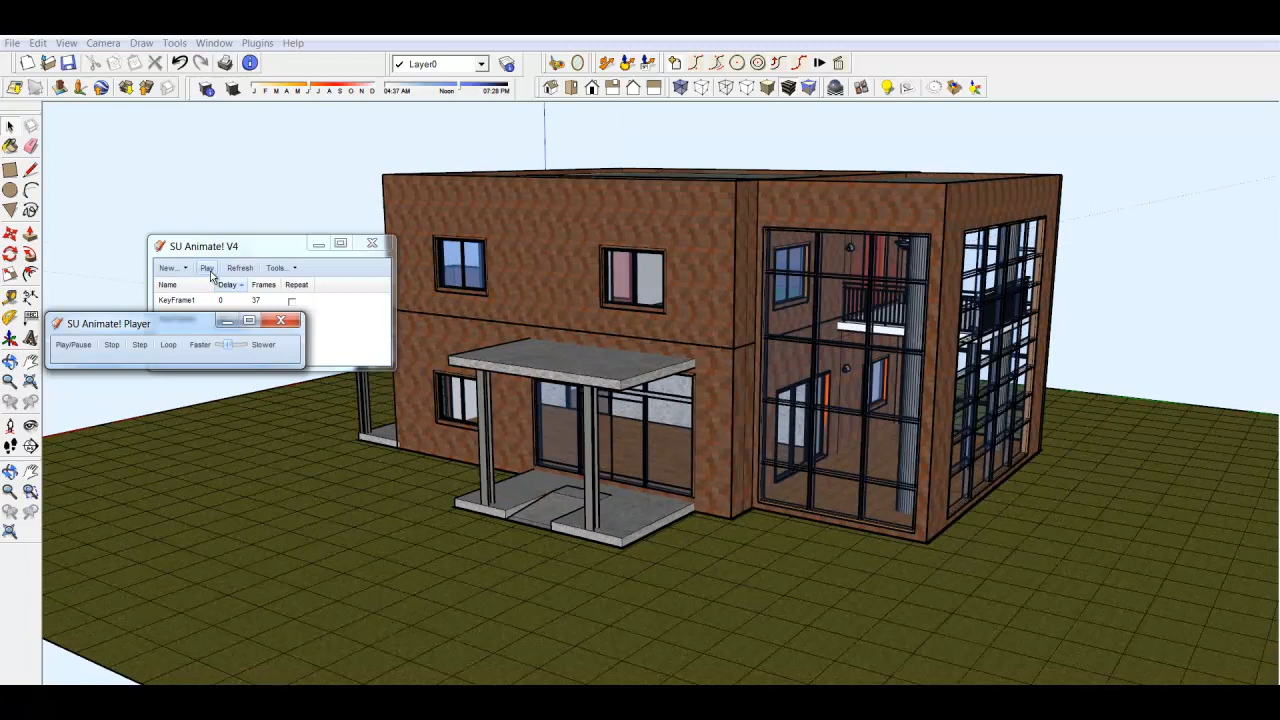 File Edit View Camera Draw Tools Window Plugins Help
Layer0
J F M A M J J A S O N D 04:37 AM Noon 07:28 PM
SU Animate! V4
New... Play Refresh Tools...
Name Delay Frames Repeat
KeyFrame1 0 37
SU Animate! Player
Play/Pause Stop Step Loop Faster Slower